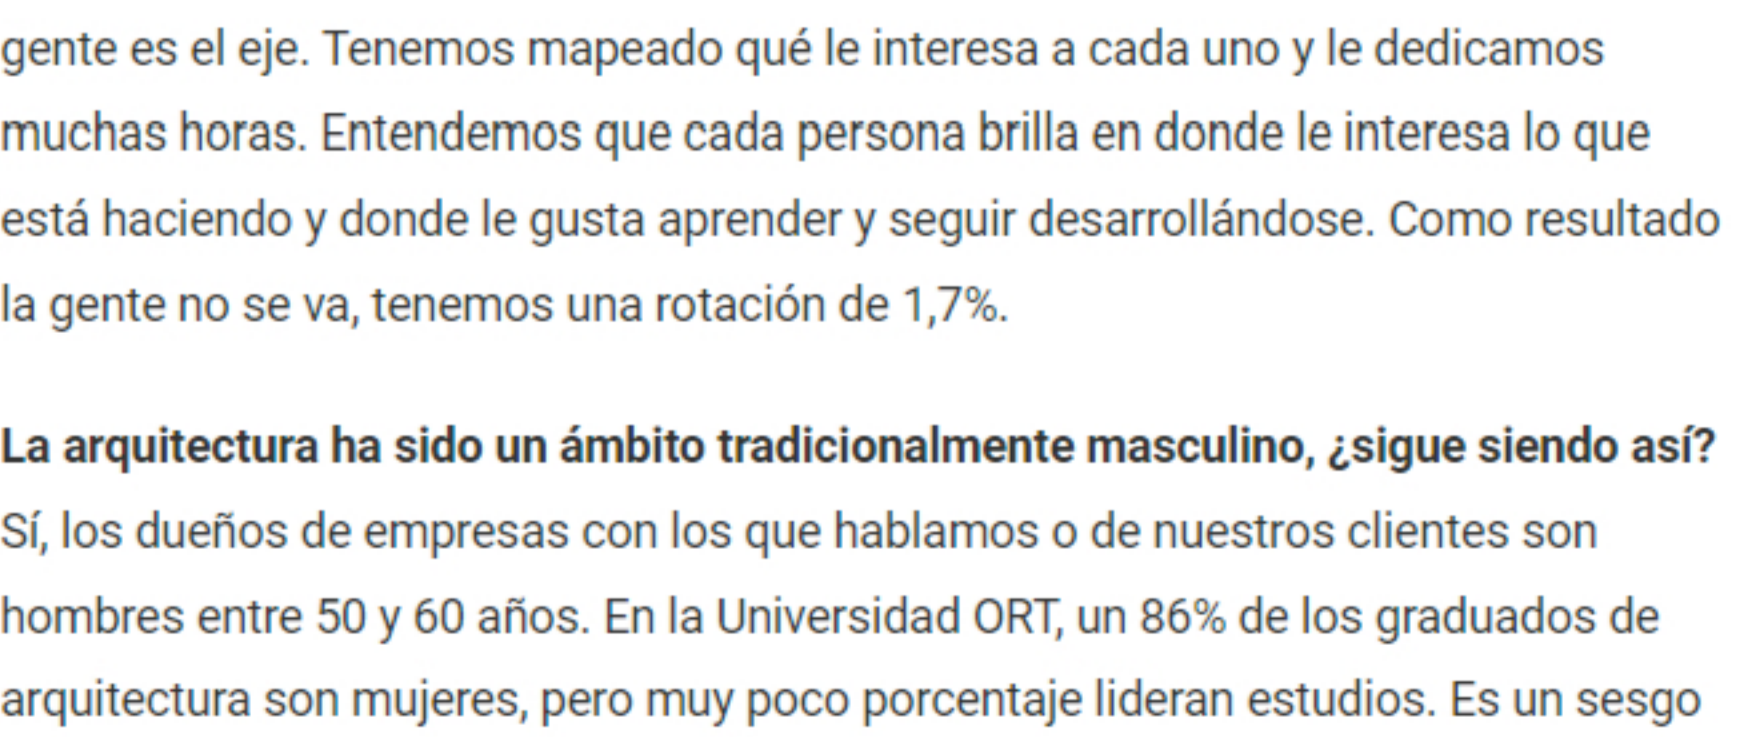 gente es el eje. Tenemos mapeado qué le interesa a cada uno y le dedicamos
muchas horas. Entendemos que cada persona brilla en donde le interesa lo que
está haciendo y donde le gusta aprender y seguir desarrollándose. Como resultado
la gente no se va, tenemos una rotación de 1,7%.
La arquitectura ha sido un ámbito tradicionalmente masculino, ¿sigue siendo así?
Sí, los dueños de empresas con los que hablamos o de nuestros clientes son
hombres entre 50 y 60 años. En la Universidad ORT, un 86% de los graduados de
arquitectura son mujeres, pero muy poco porcentaje lideran estudios. Es un sesgo